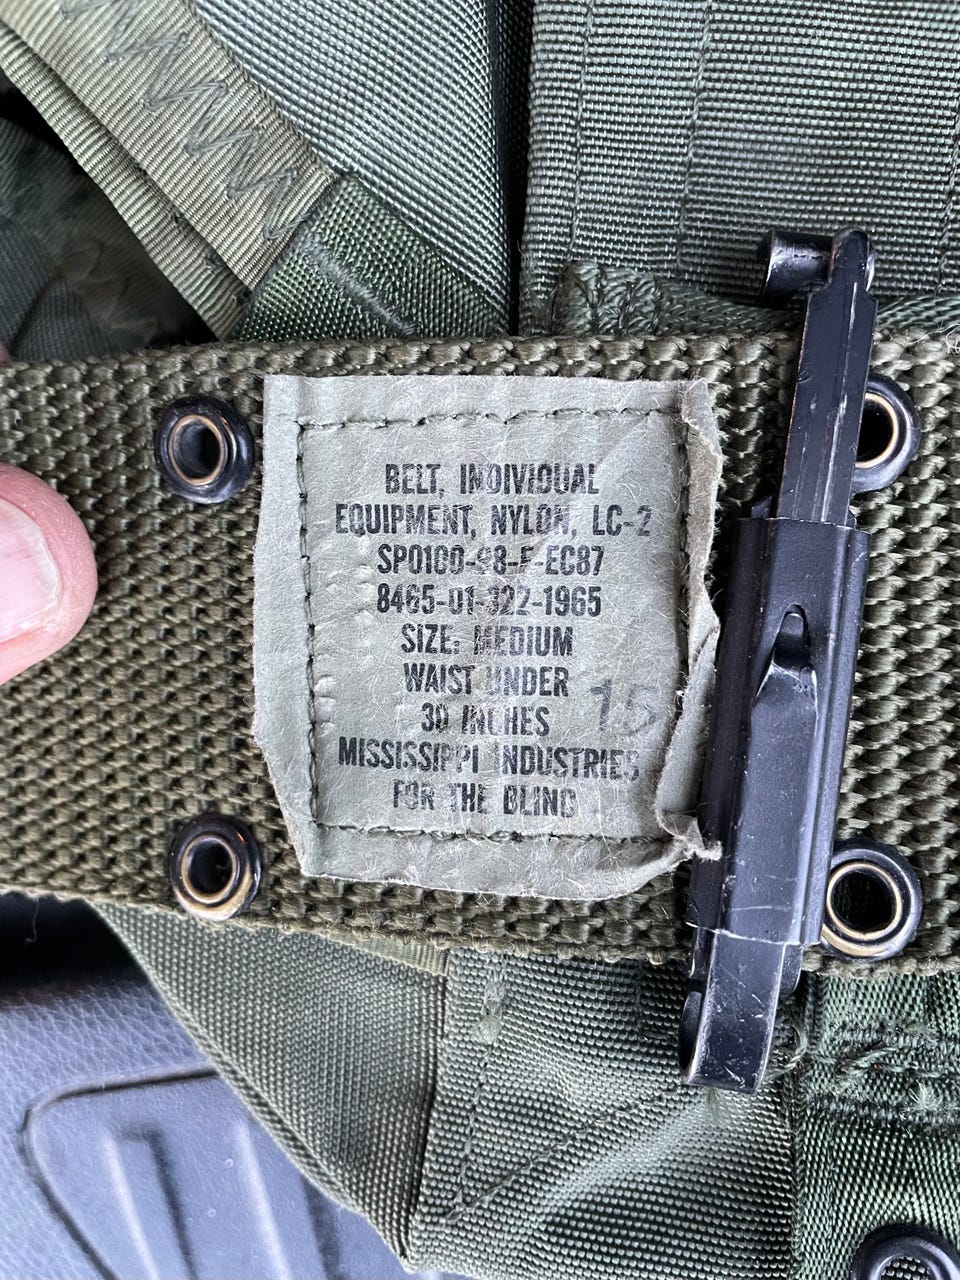 BELT, INDIVIDUAL
EQUIPMENT, NYLON, LC-2
SP0100-98-F-EC87
8465-01-322-1965
SIZE: MEDIUM
WAIST UNDER
30 INCHES
15
MISSISSIPPI INDUSTRIES
FOR THE BLIND